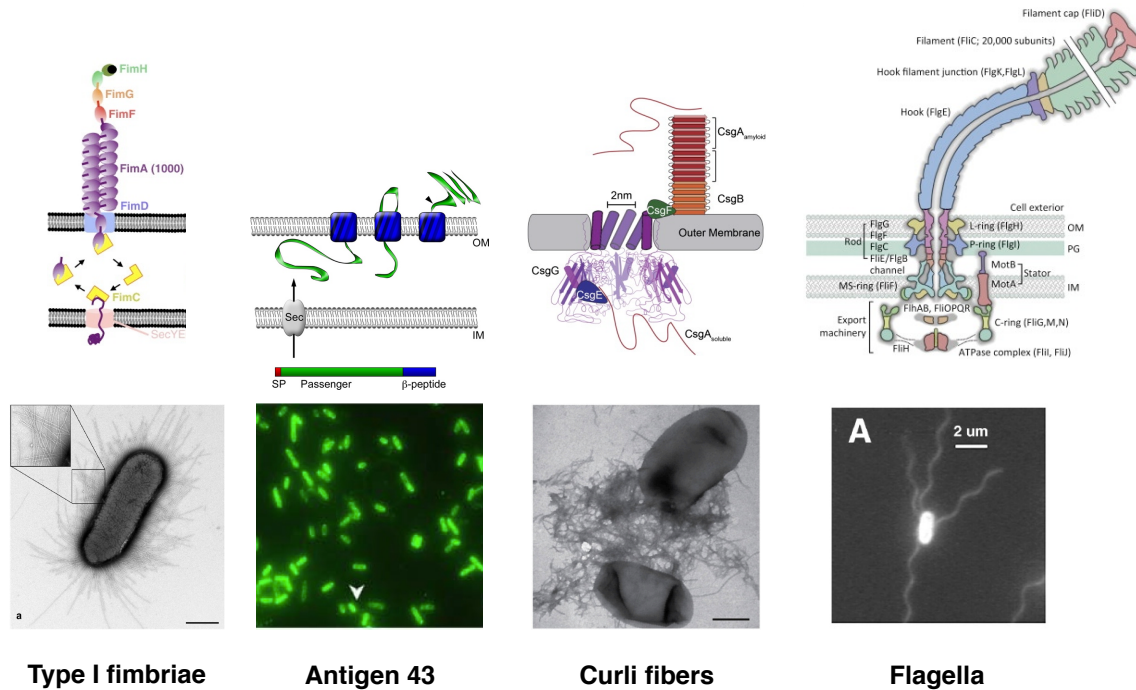 FimH
FimG
FimF
FimA (1000)
FimD
FimC
SecYE
OM
Sec
IM
SP Passenger β-peptide
CsgA amyloid
CsgB
2nm
CsgF
Outer Membrane
CsgG
CsgE
CsgA soluble
Filament cap (FliD)
Filament (FliC; 20,000 subunits)
Hook filament junction (FlgK,FlgL)
Hook (FlgE)
Cell exterior
FlgG
FlgF
Rod
FlgC
FliE/FlgB
channel
L-ring (FlgH)
OM
P-ring (FlgI)
PG
MotB
Stator
MotA
MS-ring (FliF)
IM
FlhAB, FliOPQR
Export
machinery
C-ring (FliG,M,N)
FliH
ATPase complex (FliI, FliJ)
a
A
2 um
Type I fimbriae
Antigen 43
Curli fibers
Flagella